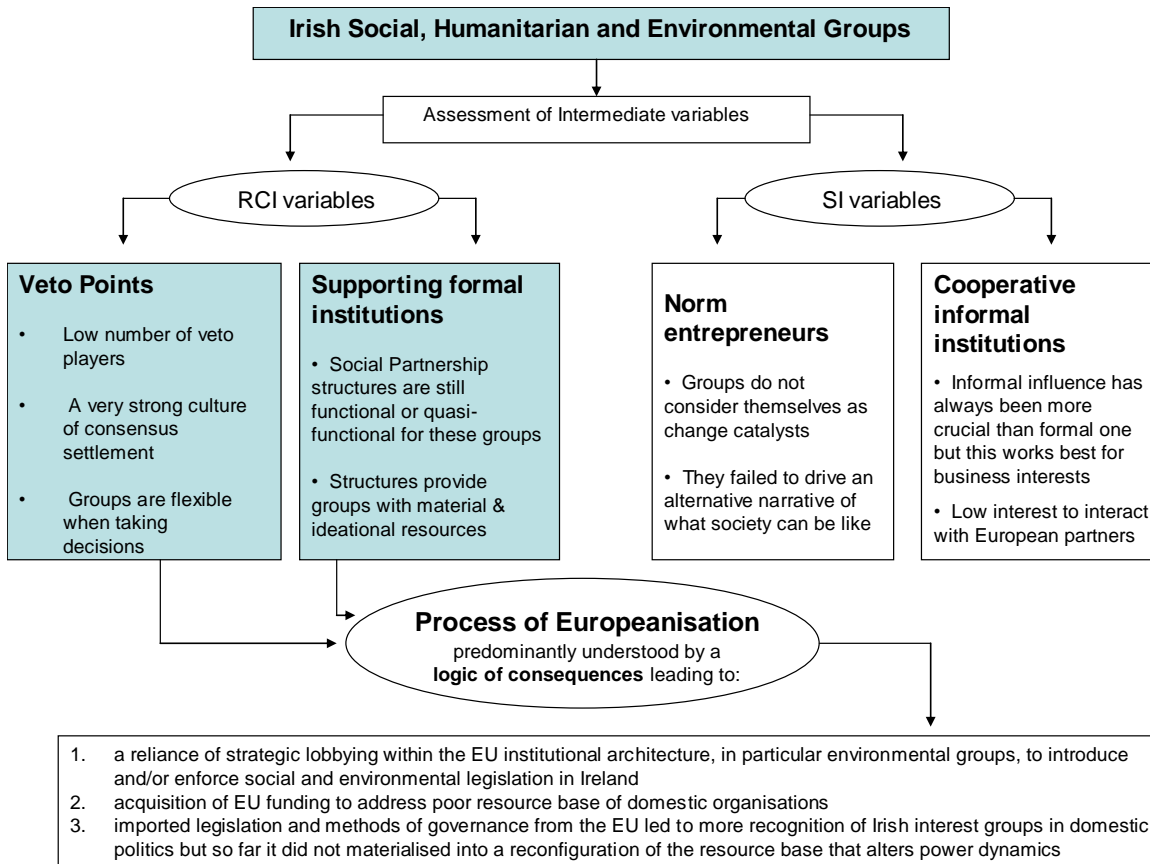 Irish Social, Humanitarian and Environmental Groups
Assessment of Intermediate variables
RCI variables
SI variables
Veto Points
• Low number of veto
players
• A very strong culture
of consensus
settlement
• Groups are flexible
when taking
decisions
Supporting formal
institutions
• Social Partnership
structures are still
functional or quasi-
functional for these groups
• Structures provide
groups with material &
ideational resources
Norm
entrepreneurs
• Groups do not
consider themselves as
change catalysts
• They failed to drive an
alternative narrative of
what society can be like
Cooperative
informal
institutions
• Informal influence has
always been more
crucial than formal one
but this works best for
business interests
• Low interest to interact
with European partners
Process of Europeanisation
predominantly understood by a
logic of consequences leading to:
1. a reliance of strategic lobbying within the EU institutional architecture, in particular environmental groups, to introduce
and/or enforce social and environmental legislation in Ireland
2. acquisition of EU funding to address poor resource base of domestic organisations
3. imported legislation and methods of governance from the EU led to more recognition of Irish interest groups in domestic
politics but so far it did not materialised into a reconfiguration of the resource base that alters power dynamics